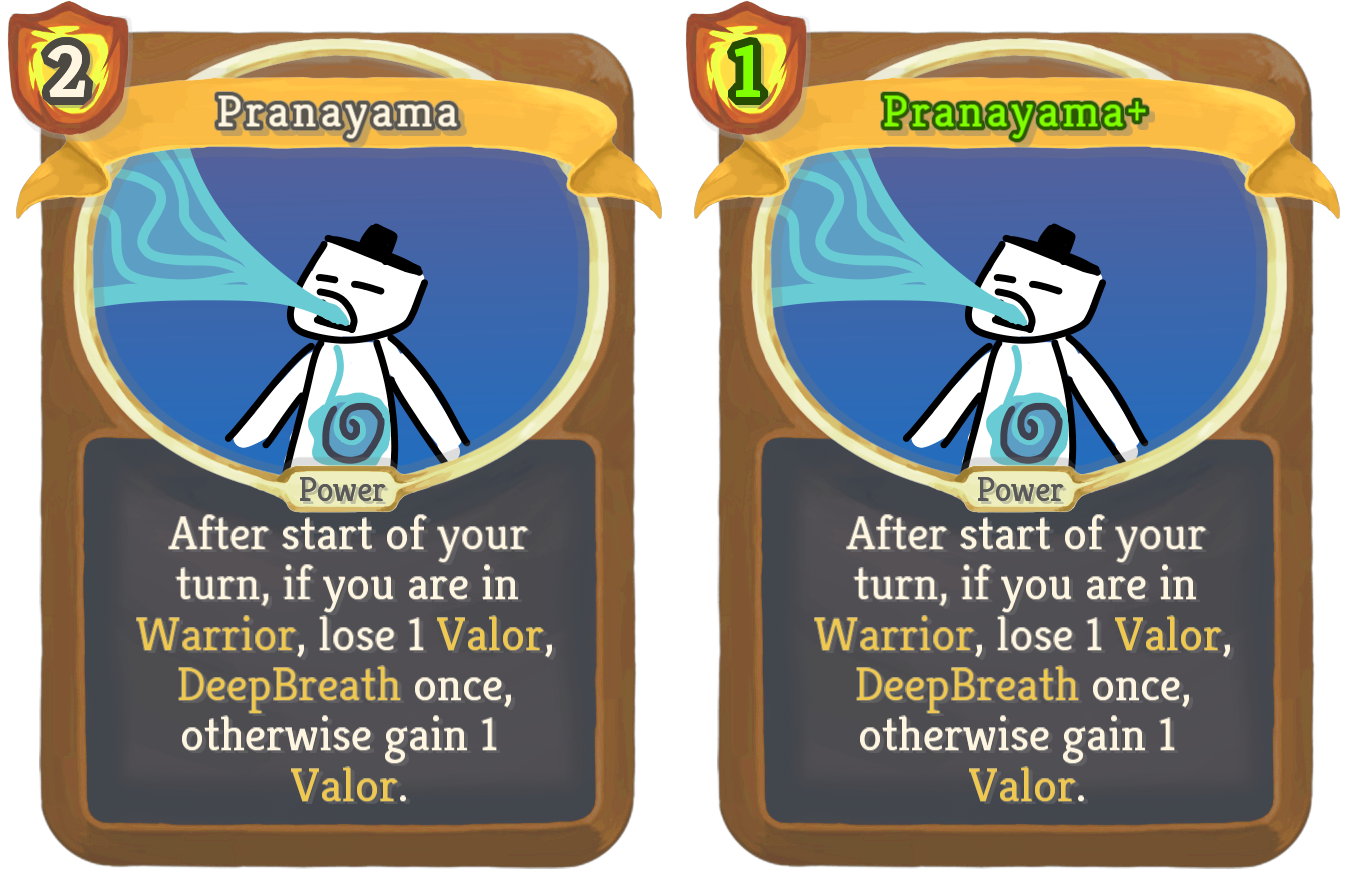 2
Pranayama
Power
After start of your
turn, if you are in
Warrior, lose 1 Valor,
DeepBreath once,
otherwise gain 1
Valor.
1
Pranayama+
Power
After start of your
turn, if you are in
Warrior, lose 1 Valor,
DeepBreath once,
otherwise gain 1
Valor.